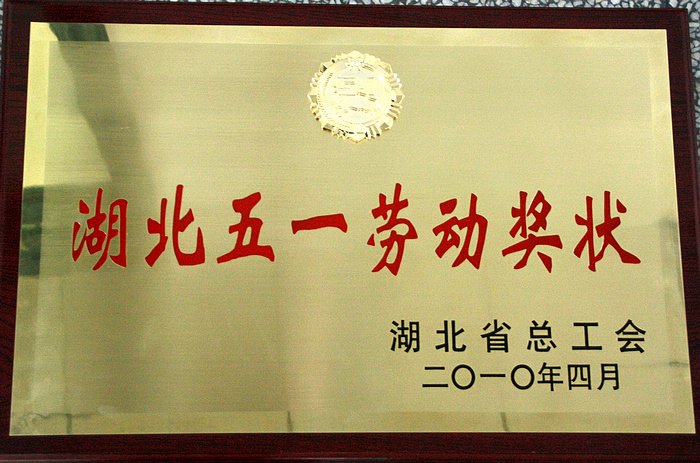 湖北五一劳动奖状
湖北省总工会
二〇一〇年四月